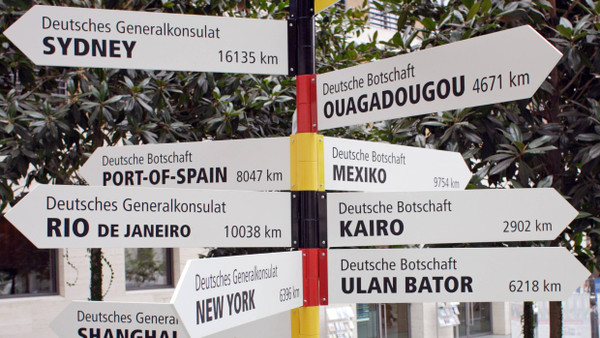 Deutsches Generalkonsulat
SYDNEY 16135 km
Deutsche Botschaft
OUAGADOUGOU 4671 km
Deutsche Botschaft
PORT-OF-SPAIN 8047 km
Deutsche Botschaft
MEXIKO 9754 km
Deutsches Generalkonsulat
RIO DE JANEIRO 10038 km
Deutsche Botschaft
KAIRO 2902 km
Deutsches Generalkonsulat
NEW YORK 6396 km
Deutsche Botschaft
ULAN BATOR 6218 km
Deutsches Generalkonsulat
SHANGHAI